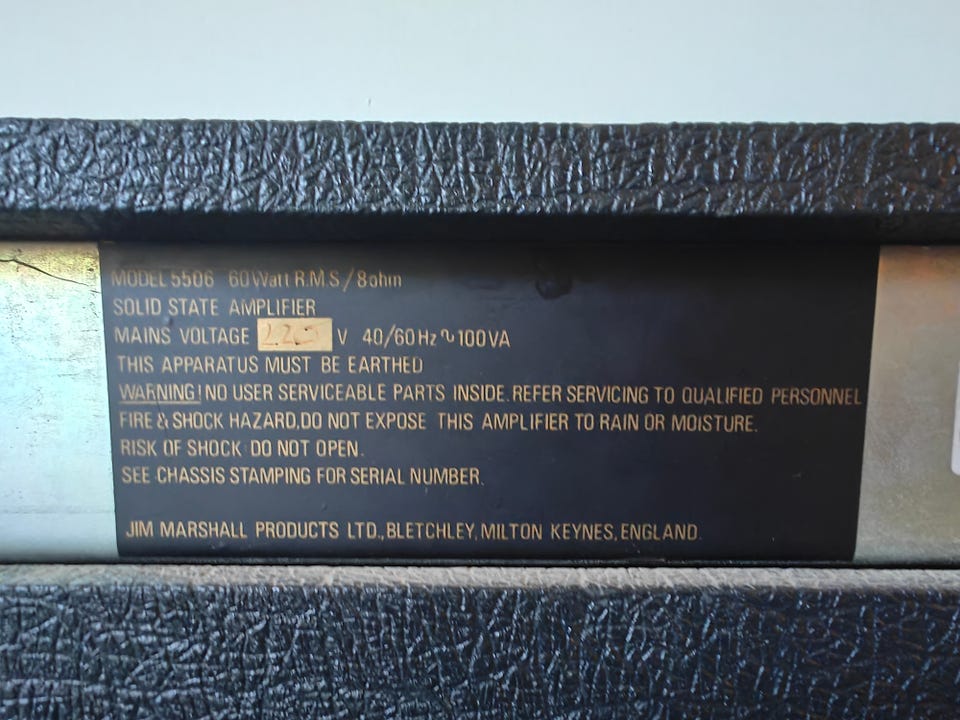 MODEL 5506 60Watt R.M.S./8ohm
SOLID STATE AMPLIFIER
MAINS VOLTAGE 220 V 40/60Hz ∿ 100VA
THIS APPARATUS MUST BE EARTHED
WARNING! NO USER SERVICEABLE PARTS INSIDE. REFER SERVICING TO QUALIFIED PERSONNEL
FIRE & SHOCK HAZARD,DO NOT EXPOSE THIS AMPLIFIER TO RAIN OR MOISTURE.
RISK OF SHOCK DO NOT OPEN.
SEE CHASSIS STAMPING FOR SERIAL NUMBER.
JIM MARSHALL PRODUCTS LTD., BLETCHLEY, MILTON KEYNES, ENGLAND.